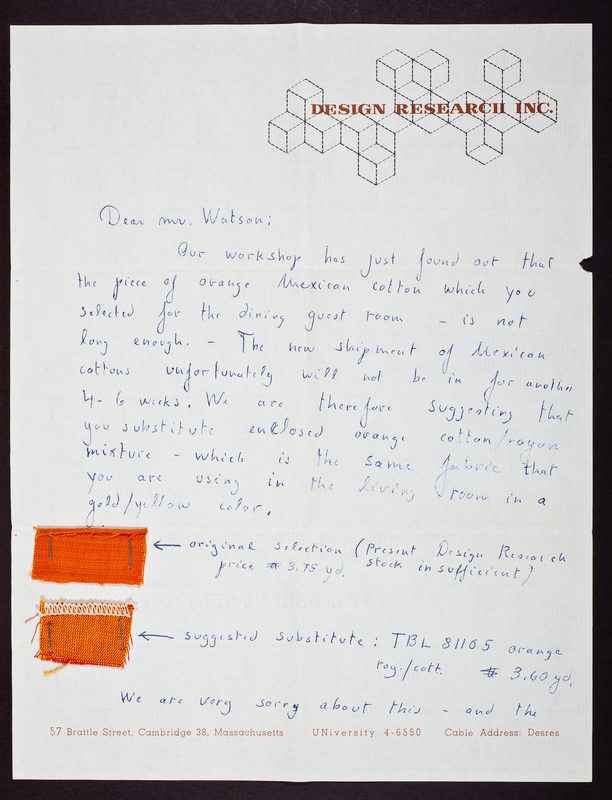 DESIGN RESEARCH INC.
Dear mr. Watson;
Our workshop has just found out that
the piece of orange Mexican cotton which you
selected for the dining guest room - is not
long enough. - The new shipment of Mexican
cottons unfortunately will not be in for another
4-6 weeks. We are therefore suggesting that
you substitute enclosed orange cotton/rayon
mixture - which is the same fabric that
you are using in the living room in a
gold/yellow color.
← original selection (Present Design Research
price $3.75 yd. stock insufficient)
← suggested substitute: TBL 81105 orange
ray./cott. $3.60 yd.
We are very sorry about this - and the
57 Brattle Street, Cambridge 38, Massachusetts UNiversity 4-6550 Cable Address: Desres